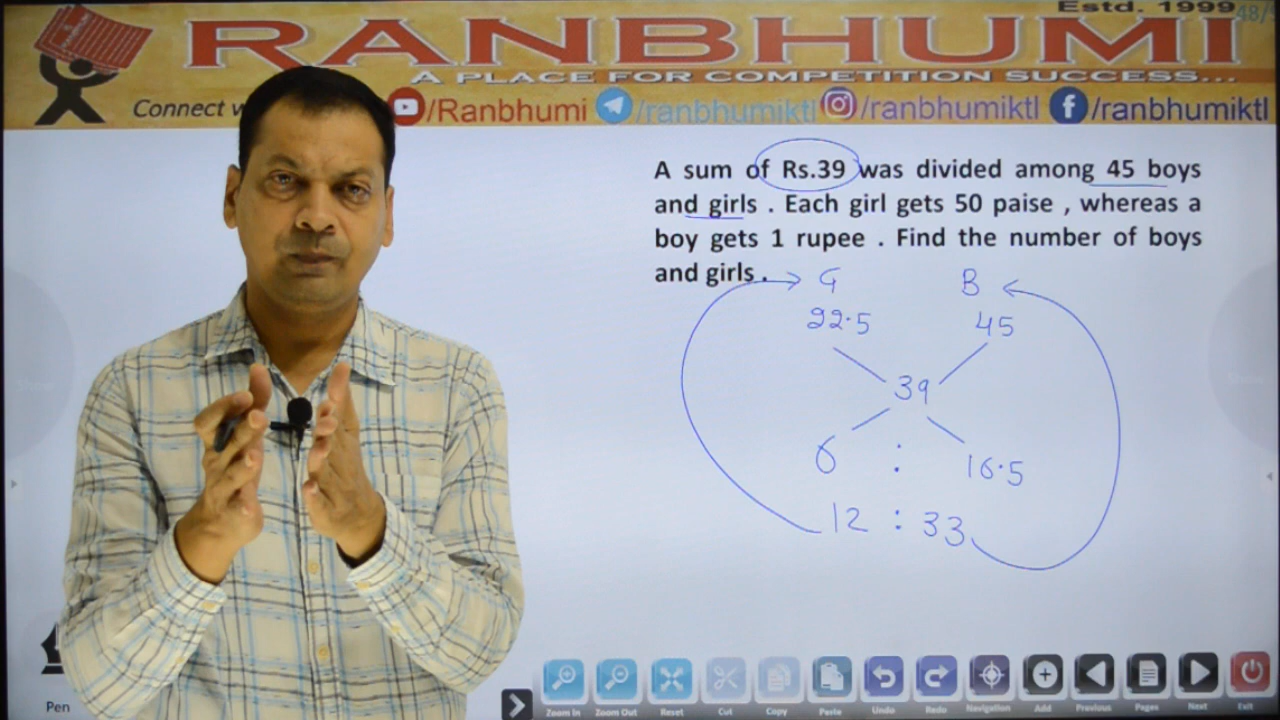 Estd. 1999
RANBHUMI
A PLACE FOR COMPETITION SUCCESS...
Connect /Ranbhumi /ranbhumiktl /ranbhumiktl /ranbhumiktl
A sum of Rs.39 was divided among 45 boys
and girls . Each girl gets 50 paise , whereas a
boy gets 1 rupee . Find the number of boys
and girls .
G B
22.5 45
39
6 : 16.5
12 : 33
Pen
Zoom In Zoom Out Reset Cut Copy Paste Undo Redo Navigation Add Previous Pages Next Exit